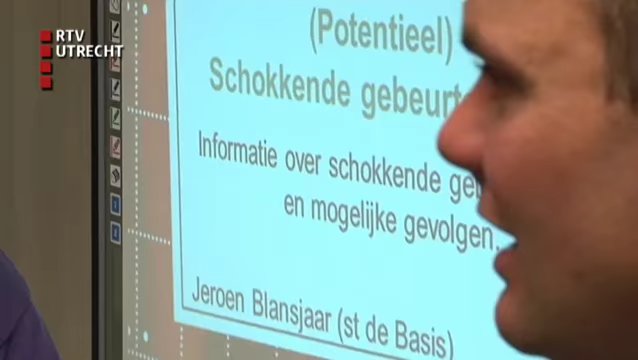 RTV
UTRECHT
(Potentieel)
Schokkende
Informatie over schokkende
en mogelijke gevolgen.
Jeroen Blansjaar (st de Basis)